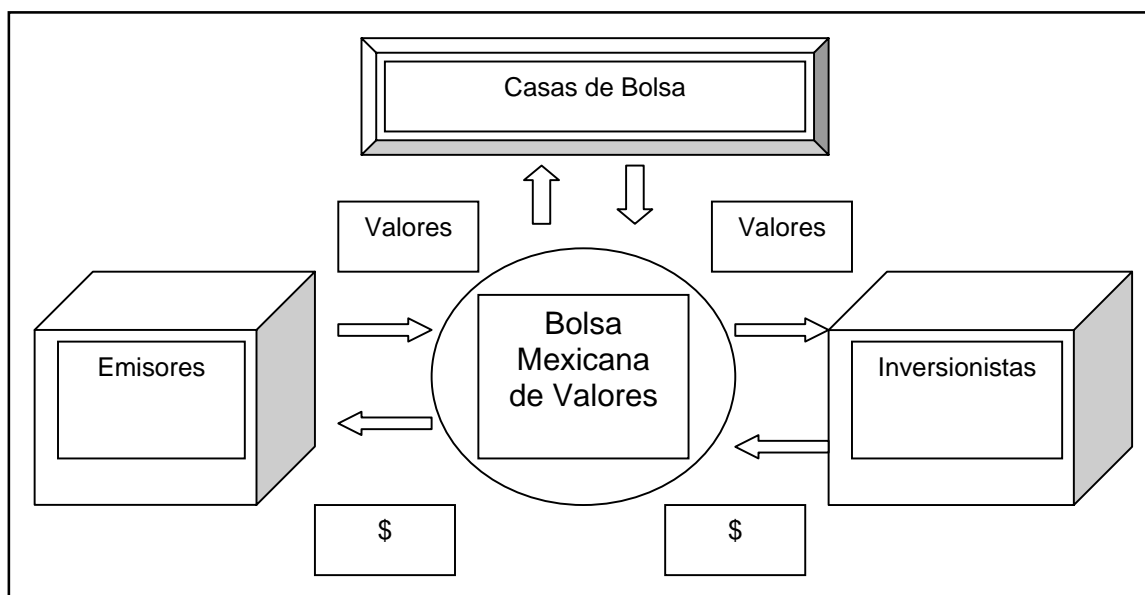 Casas de Bolsa
Valores
Valores
Emisores
Bolsa
Mexicana
de Valores
Inversionistas
$
$